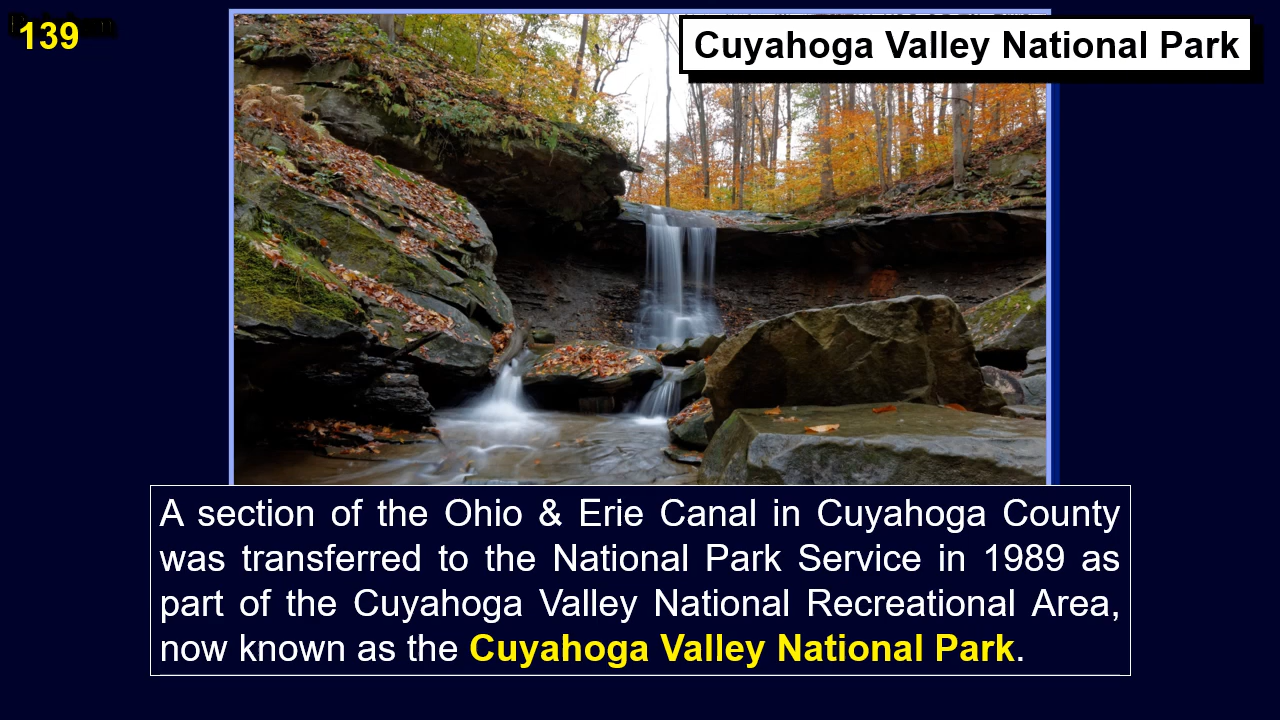 139
Cuyahoga Valley National Park
A section of the Ohio & Erie Canal in Cuyahoga County
was transferred to the National Park Service in 1989 as
part of the Cuyahoga Valley National Recreational Area,
now known as the Cuyahoga Valley National Park.